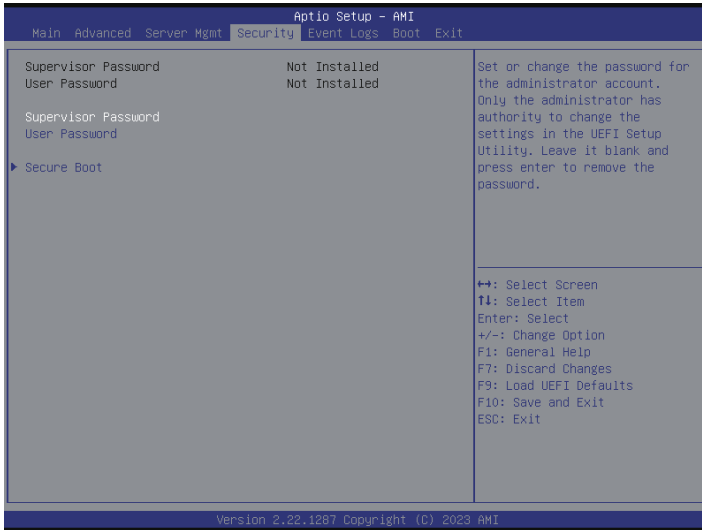 Aptio Setup – AMI
Main Advanced Server Mgmt Security Event Logs Boot Exit
Supervisor Password Not Installed
User Password Not Installed
Supervisor Password
User Password
▶ Secure Boot
Set or change the password for
the administrator account.
Only the administrator has
authority to change the
settings in the UEFI Setup
Utility. Leave it blank and
press enter to remove the
password.
↔: Select Screen
↑↓: Select Item
Enter: Select
+/-: Change Option
F1: General Help
F7: Discard Changes
F9: Load UEFI Defaults
F10: Save and Exit
ESC: Exit
Version 2.22.1287 Copyright (C) 2023 AMI